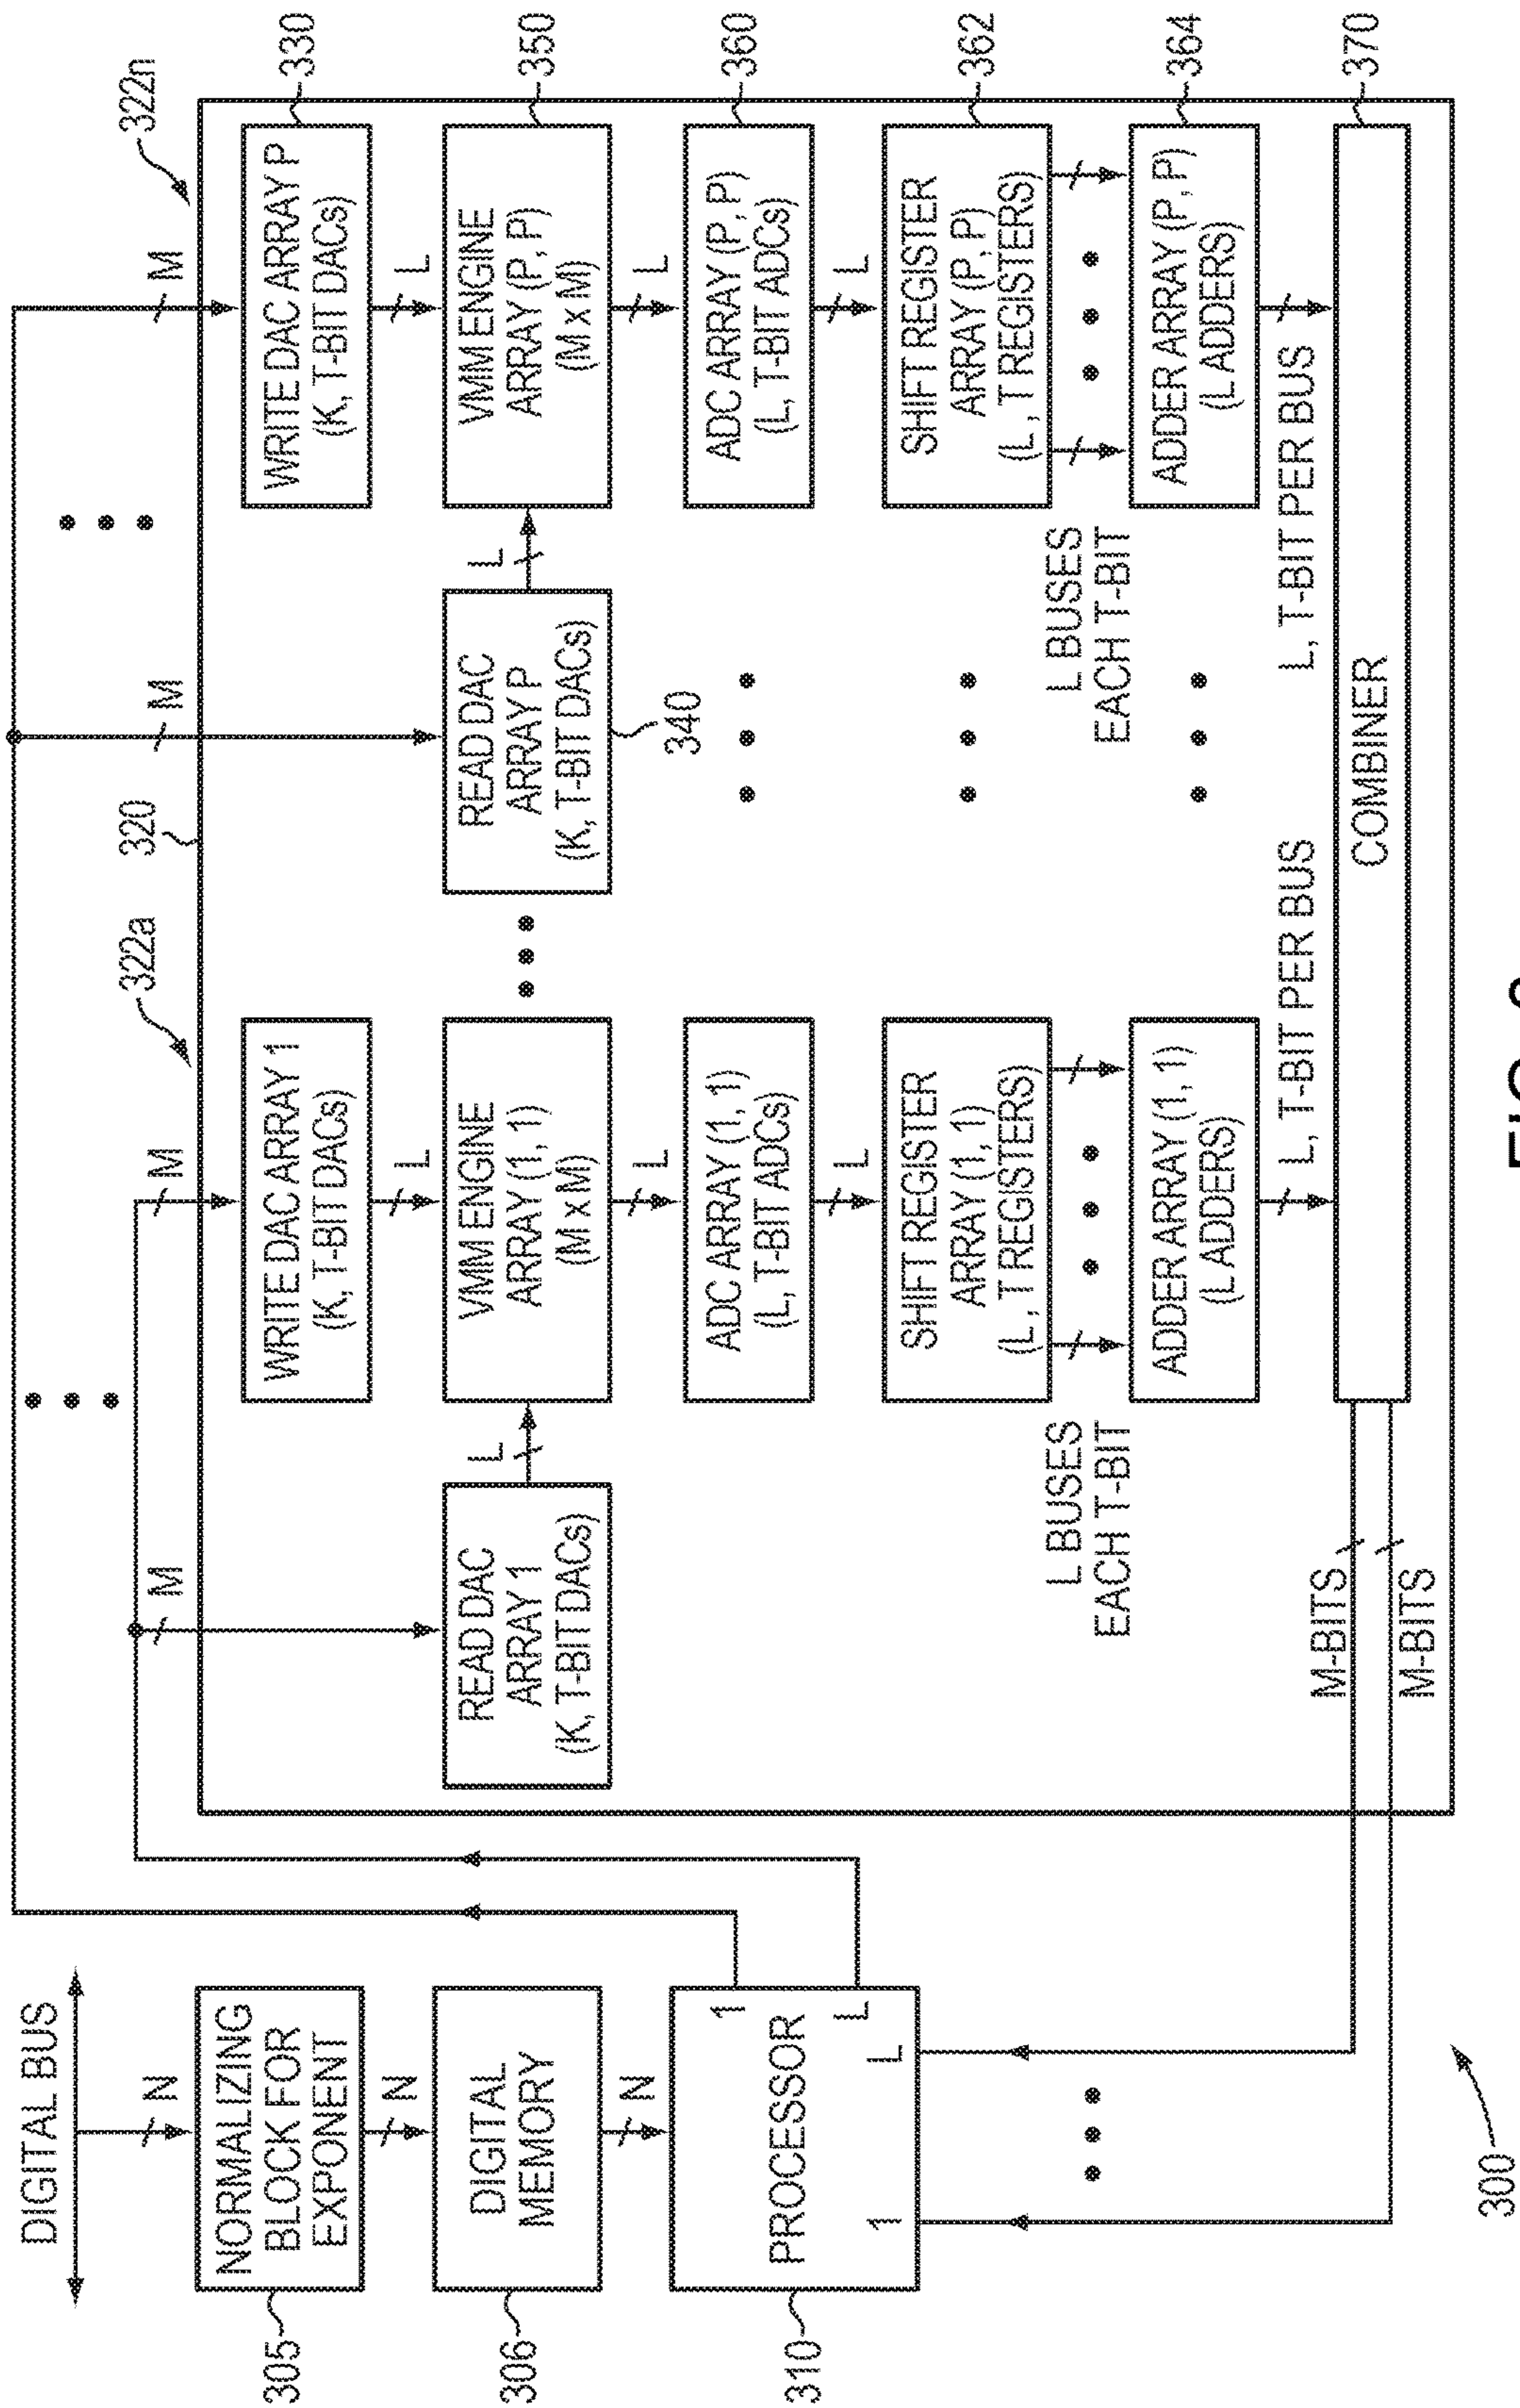 DIGITAL BUS
N
NORMALIZING
BLOCK FOR
EXPONENT
305
N
DIGITAL
MEMORY
306
N
PROCESSOR
1
L
1
L
310
300
322a
320
322n
M
M
M
M
READ DAC
ARRAY 1
(K, T-BIT DACs)
L
WRITE DAC ARRAY 1
(K, T-BIT DACs)
L
VMM ENGINE
ARRAY (1, 1)
(M x M)
L
ADC ARRAY (1, 1)
(L, T-BIT ADCs)
L
SHIFT REGISTER
ARRAY (1, 1)
(L, T REGISTERS)
L BUSES
EACH T-BIT
ADDER ARRAY (1, 1)
(L ADDERS)
L, T-BIT PER BUS
READ DAC
ARRAY P
(K, T-BIT DACs)
340
L
WRITE DAC ARRAY P
(K, T-BIT DACs)
330
L
VMM ENGINE
ARRAY (P, P)
(M x M)
350
L
ADC ARRAY (P, P)
(L, T-BIT ADCs)
360
L
SHIFT REGISTER
ARRAY (P, P)
(L, T REGISTERS)
362
L BUSES
EACH T-BIT
ADDER ARRAY (P, P)
(L ADDERS)
364
L, T-BIT PER BUS
COMBINER
370
M-BITS
M-BITS